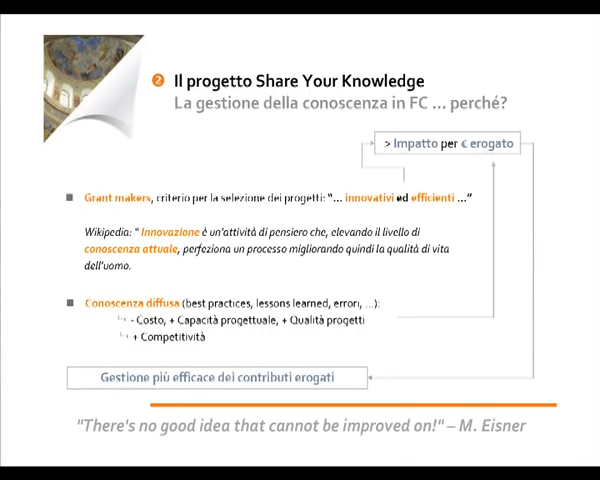 2 Il progetto Share Your Knowledge
La gestione della conoscenza in FC ... perché?
> Impatto per € erogato
Grant makers, criterio per la selezione dei progetti: "... innovativi ed efficienti ..."
Wikipedia: " Innovazione è un'attività di pensiero che, elevando il livello di
conoscenza attuale, perfeziona un processo migliorando quindi la qualità di vita
dell'uomo.
Conoscenza diffusa (best practices, lessons learned, errori, ...):
- Costo, + Capacità progettuale, + Qualità progetti
+ Competitività
Gestione più efficace dei contributi erogati
"There's no good idea that cannot be improved on!" – M. Eisner